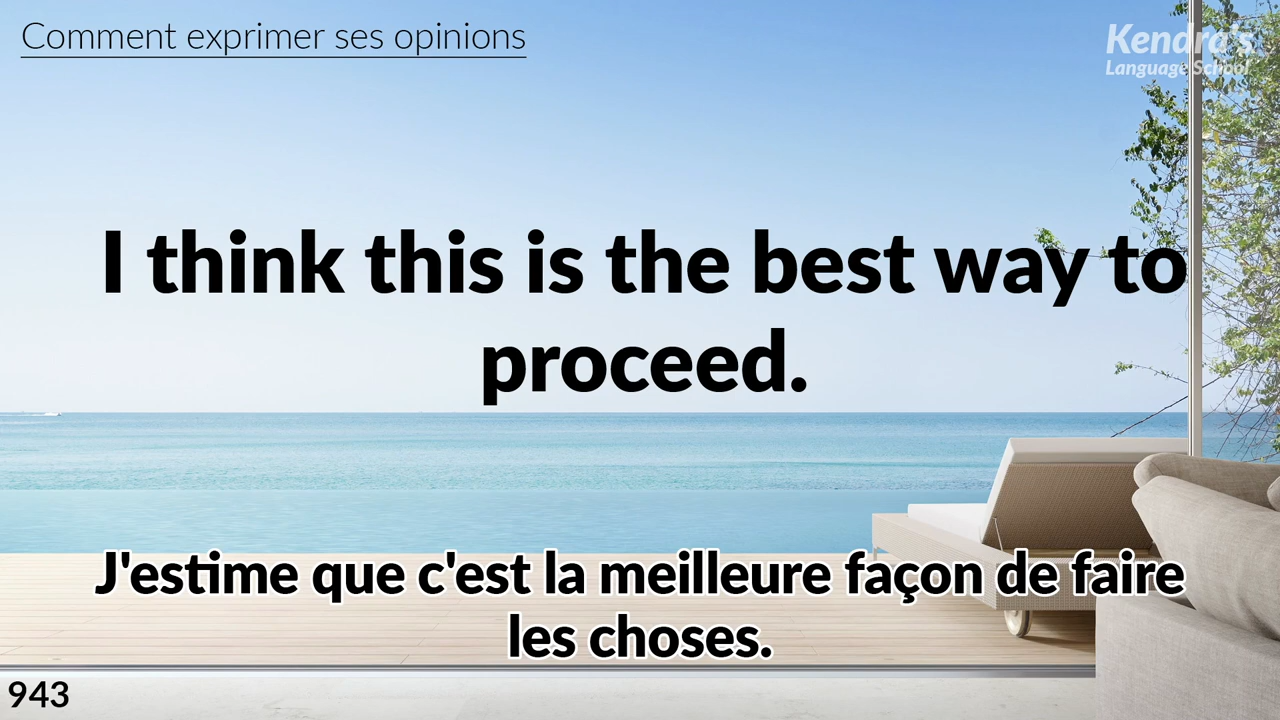 Comment exprimer ses opinions
Kendra's
Language School
I think this is the best way to
proceed.
J'estime que c'est la meilleure façon de faire
les choses.
943